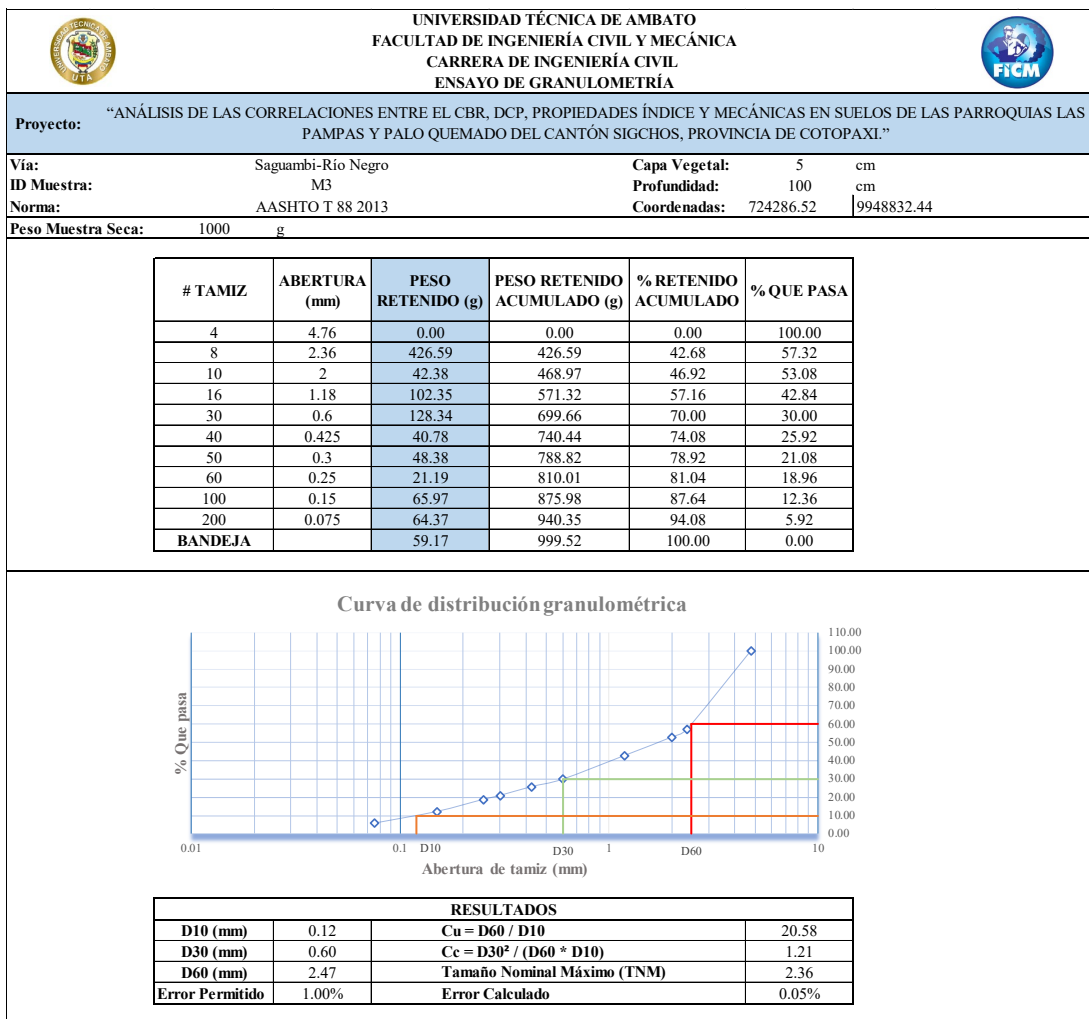 UNIVERSIDAD TÉCNICA DE AMBATO
FACULTAD DE INGENIERÍA CIVIL Y MECÁNICA
CARRERA DE INGENIERÍA CIVIL
ENSAYO DE GRANULOMETRÍA
UNIVERSIDAD TECNICA DE AMBATO
UTA
FICM
Proyecto: “ANÁLISIS DE LAS CORRELACIONES ENTRE EL CBR, DCP, PROPIEDADES ÍNDICE Y MECÁNICAS EN SUELOS DE LAS PARROQUIAS LAS
PAMPAS Y PALO QUEMADO DEL CANTÓN SIGCHOS, PROVINCIA DE COTOPAXI.”
Vía: Saguambi-Río Negro Capa Vegetal: 5 cm
ID Muestra: M3 Profundidad: 100 cm
Norma: AASHTO T 88 2013 Coordenadas: 724286.52 9948832.44
Peso Muestra Seca: 1000 g
# TAMIZ ABERTURA (mm) PESO RETENIDO (g) PESO RETENIDO ACUMULADO (g) % RETENIDO ACUMULADO % QUE PASA
4 4.76 0.00 0.00 0.00 100.00
8 2.36 426.59 426.59 42.68 57.32
10 2 42.38 468.97 46.92 53.08
16 1.18 102.35 571.32 57.16 42.84
30 0.6 128.34 699.66 70.00 30.00
40 0.425 40.78 740.44 74.08 25.92
50 0.3 48.38 788.82 78.92 21.08
60 0.25 21.19 810.01 81.04 18.96
100 0.15 65.97 875.98 87.64 12.36
200 0.075 64.37 940.35 94.08 5.92
BANDEJA 59.17 999.52 100.00 0.00
Curva de distribución granulométrica
110.00
100.00
90.00
80.00
70.00
60.00
50.00
40.00
30.00
20.00
10.00
0.00
% Que pasa
0.01 0.1 D10 D30 1 D60 10
Abertura de tamiz (mm)
RESULTADOS
D10 (mm) 0.12 Cu = D60 / D10 20.58
D30 (mm) 0.60 Cc = D30² / (D60 * D10) 1.21
D60 (mm) 2.47 Tamaño Nominal Máximo (TNM) 2.36
Error Permitido 1.00% Error Calculado 0.05%